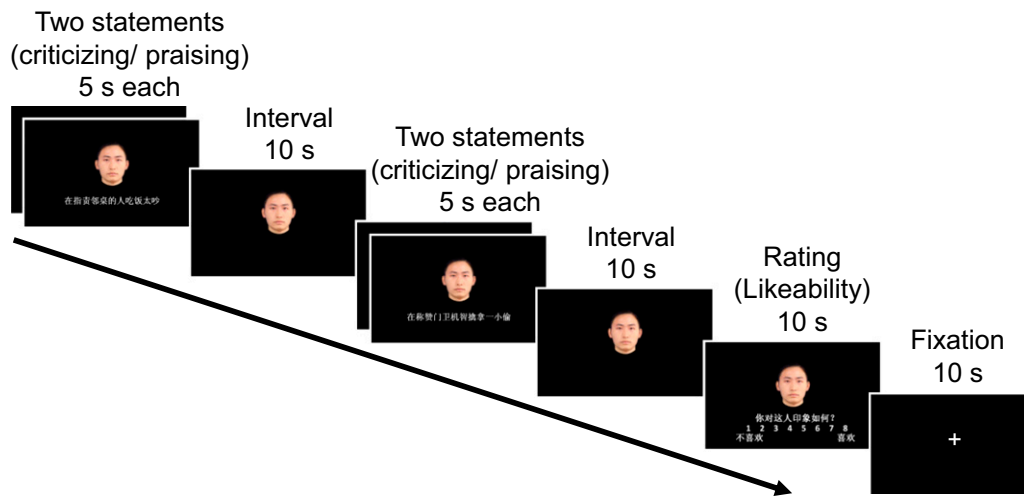 Two statements
(criticizing/ praising)
5 s each
在指责邻桌的人吃饭太吵
Interval
10 s
Two statements
(criticizing/ praising)
5 s each
在称赞门卫机智擒拿一小偷
Interval
10 s
Rating
(Likeability)
10 s
你对这人印象如何？
1 2 3 4 5 6 7 8
不喜欢 喜欢
Fixation
10 s
+